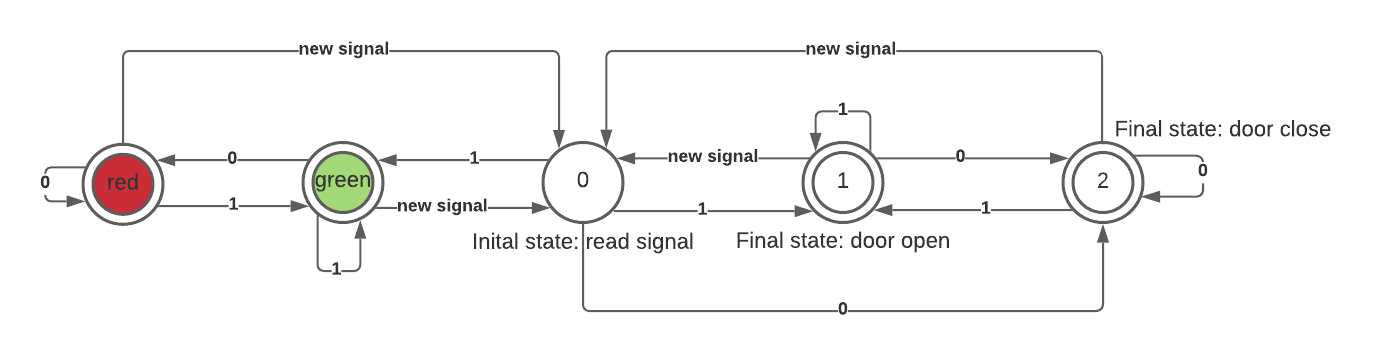 new signal
new signal
1
Final state: door close
0
1
new signal
0
0
red
green
0
1
2
0
1
new signal
1
1
Inital state: read signal
Final state: door open
1
0